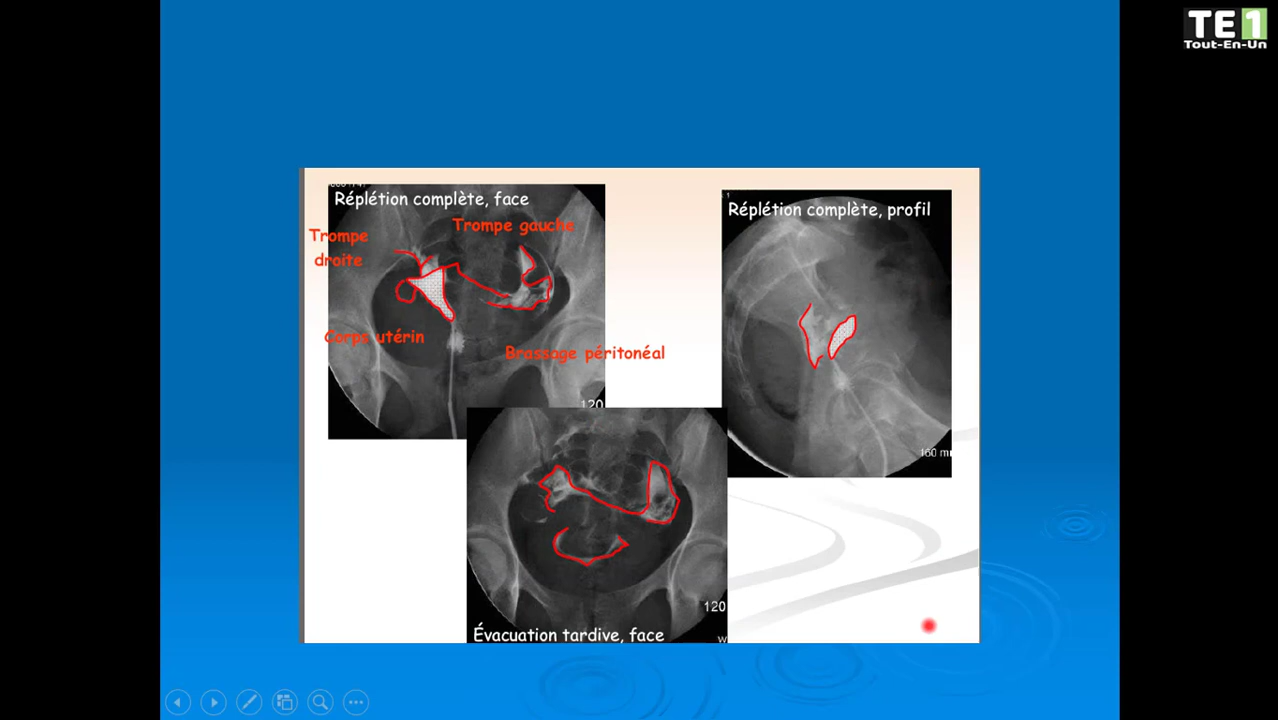 TE1
Tout-En-Un
Réplétion complète, face
Trompe gauche
Trompe
droite
Corps utérin
Brassage péritonéal
120
Réplétion complète, profil
160 m
120
W
Évacuation tardive, face